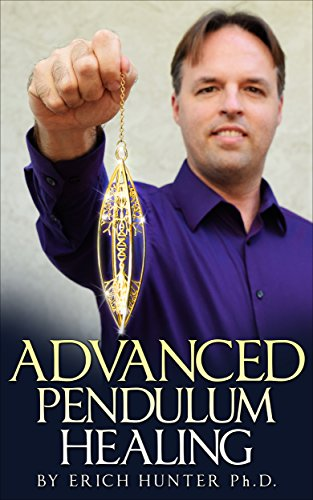 ADVANCED
PENDULUM
HEALING
BY ERICH HUNTER Ph.D.